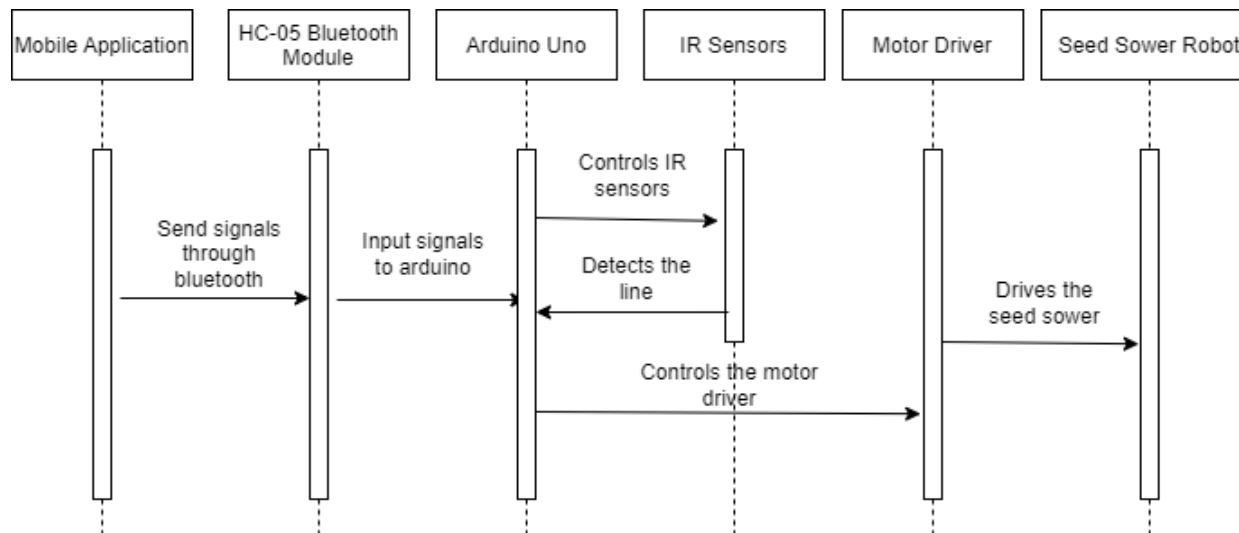 Mobile Application
HC-05 Bluetooth
Module
Arduino Uno
IR Sensors
Motor Driver
Seed Sower Robot
Controls IR
sensors
Send signals
through
bluetooth
Input signals
to arduino
Detects the
line
Drives the
seed sower
Controls the motor
driver